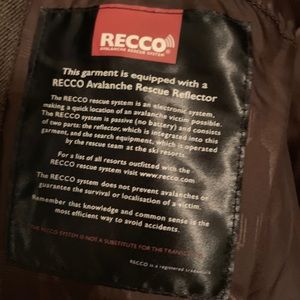 RECCO
AVALANCHE RESCUE SYSTEM
This garment is equipped with a
RECCO Avalanche Rescue Reflector
The RECCO rescue system is an electronic system,
making a quick location of an avalanche victim possible.
The RECCO system is passive (no battery) and consists
of two parts: the reflector, which is integrated into this
garment, and the search equipment, which is operated
by the rescue team at the ski resorts.
For a list of all resorts outfitted with the
RECCO rescue system visit www.recco.com
The RECCO system does not prevent avalanches or
guarantee the survival or localisation of a victim.
Remember that knowledge and common sense is the
most efficient way to avoid accidents.
THE RECCO SYSTEM IS NOT A SUBSTITUTE FOR THE
RECCO is a registered trademark